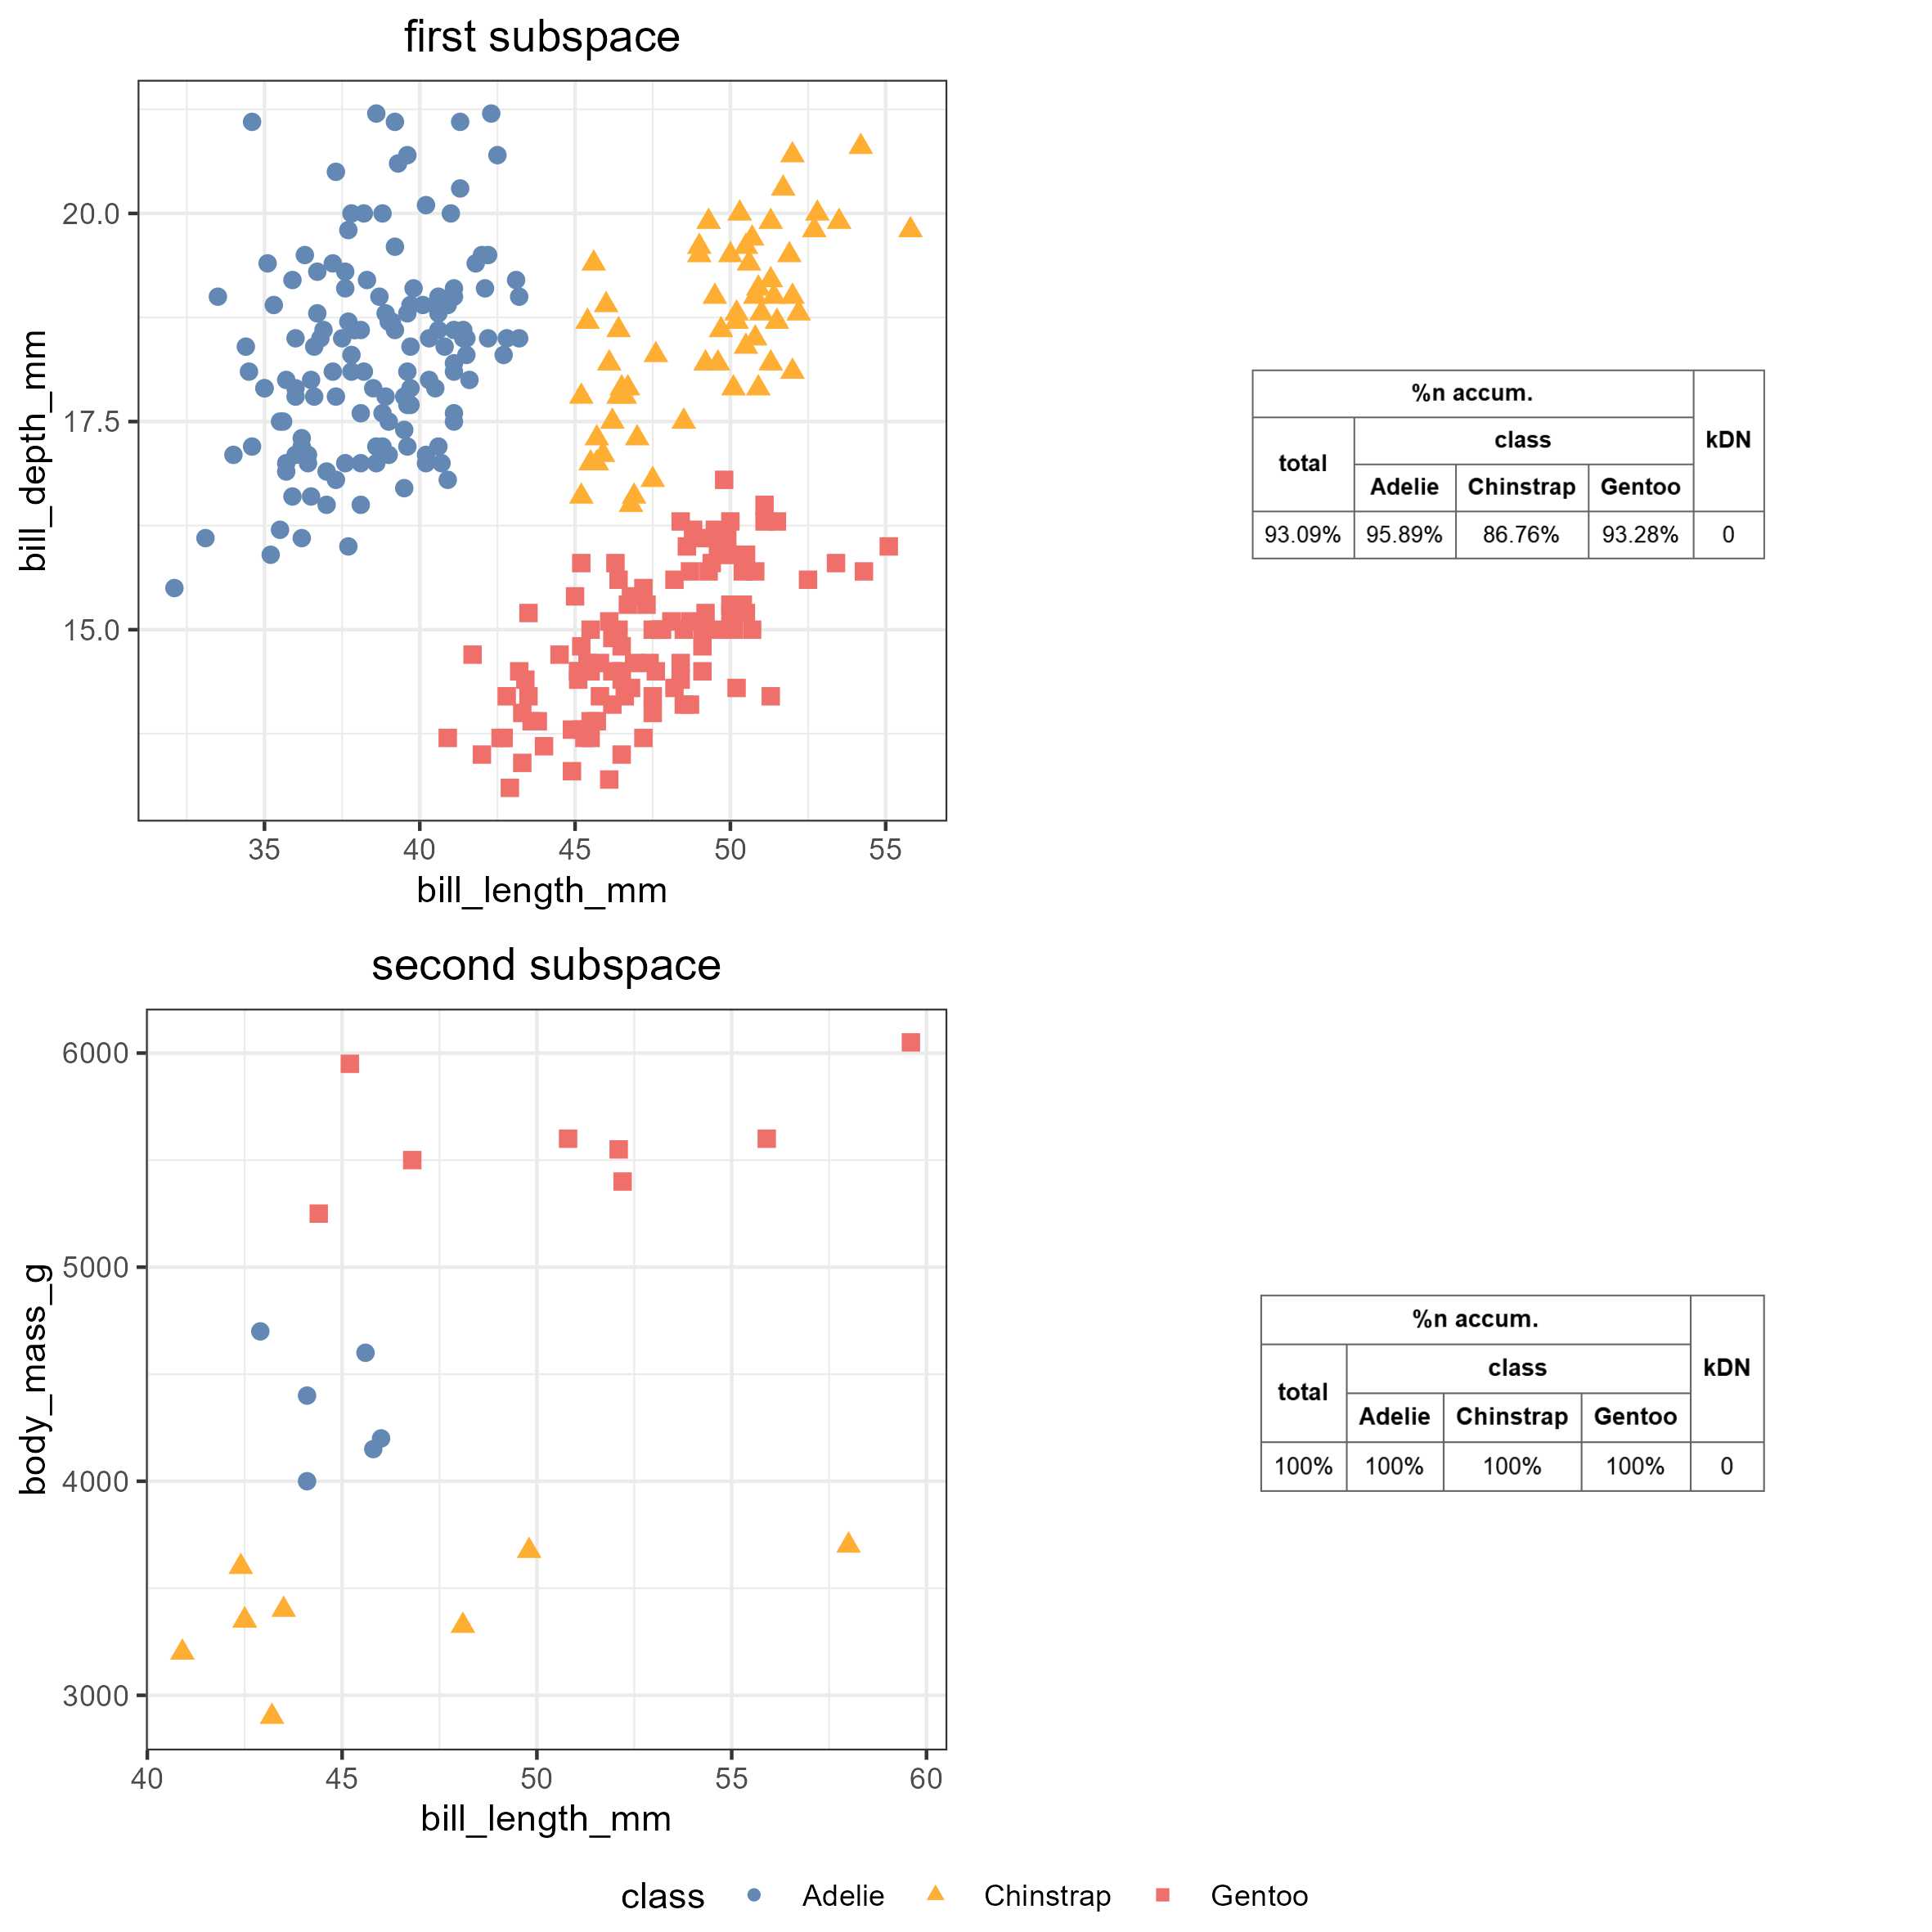 first subspace
bill_depth_mm
20.0
17.5
15.0
35 40 45 50 55
bill_length_mm
%n accum.
kDN
total
class
Adelie Chinstrap Gentoo
93.09% 95.89% 86.76% 93.28% 0
second subspace
body_mass_g
6000
5000
4000
3000
40 45 50 55 60
bill_length_mm
%n accum.
kDN
total
class
Adelie Chinstrap Gentoo
100% 100% 100% 100% 0
class Adelie Chinstrap Gentoo